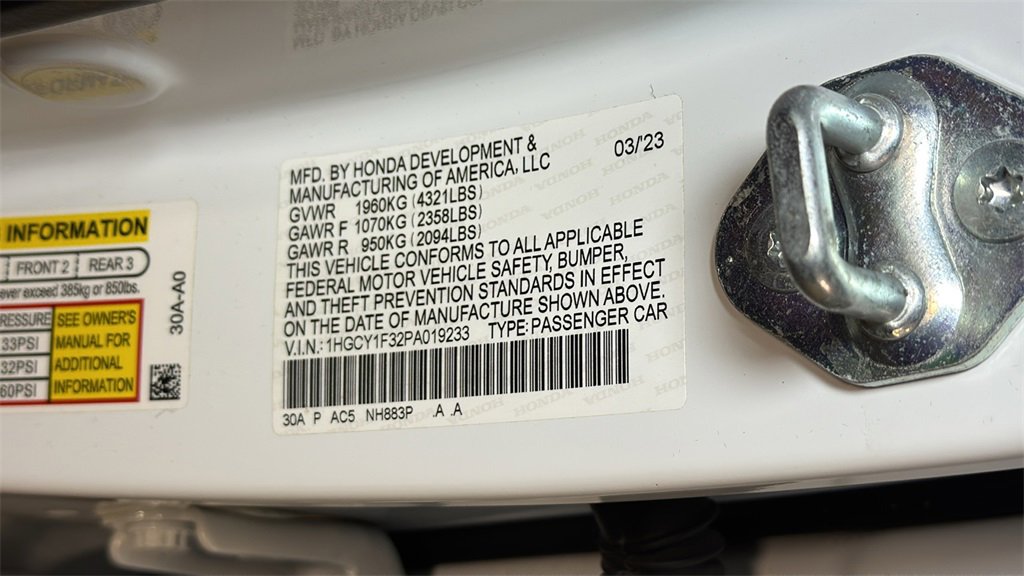 MFD. BY HONDA DEVELOPMENT &
MANUFACTURING OF AMERICA, LLC
03/'23
GVWR 1960KG (4321LBS)
GAWR F 1070KG (2358LBS)
GAWR R 950KG (2094LBS)
THIS VEHICLE CONFORMS TO ALL APPLICABLE
FEDERAL MOTOR VEHICLE SAFETY, BUMPER,
AND THEFT PREVENTION STANDARDS IN EFFECT
ON THE DATE OF MANUFACTURE SHOWN ABOVE.
V.I.N.: 1HGCY1F32PA019233 TYPE: PASSENGER CAR
30A P AC5 NH883P .A .A
INFORMATION
FRONT 2 REAR 3
exceed 385kg or 850lbs.
SEE OWNER'S
33PSI MANUAL FOR
32PSI ADDITIONAL
60PSI INFORMATION
30A-A0